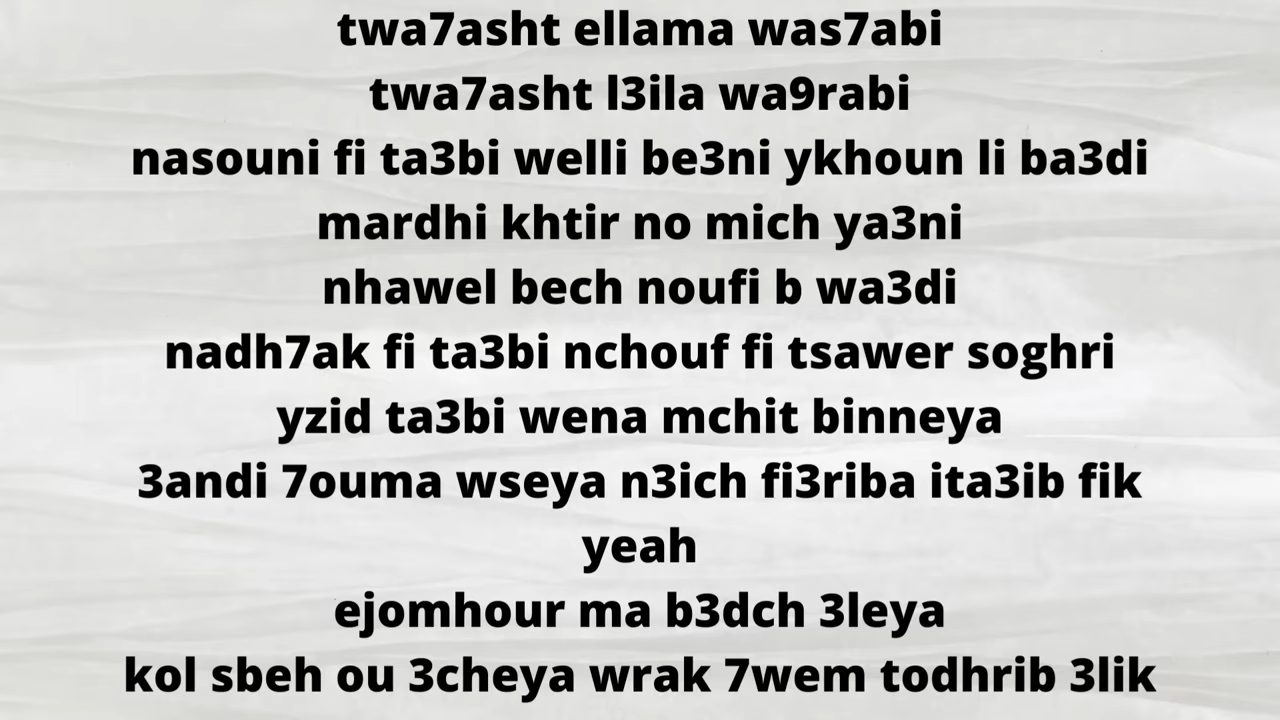 twa7asht ellama was7abi
twa7asht l3ila wa9rabi
nasouni fi ta3bi welli be3ni ykhoun li ba3di
mardhi khtir no mich ya3ni
nhawel bech noufi b wa3di
nadh7ak fi ta3bi nchouf fi tsawer soghri
yzid ta3bi wena mchit binneya
3andi 7ouma wseya n3ich fi3riba ita3ib fik
yeah
ejomhour ma b3dch 3leya
kol sbeh ou 3cheya wrak 7wem todhrib 3lik